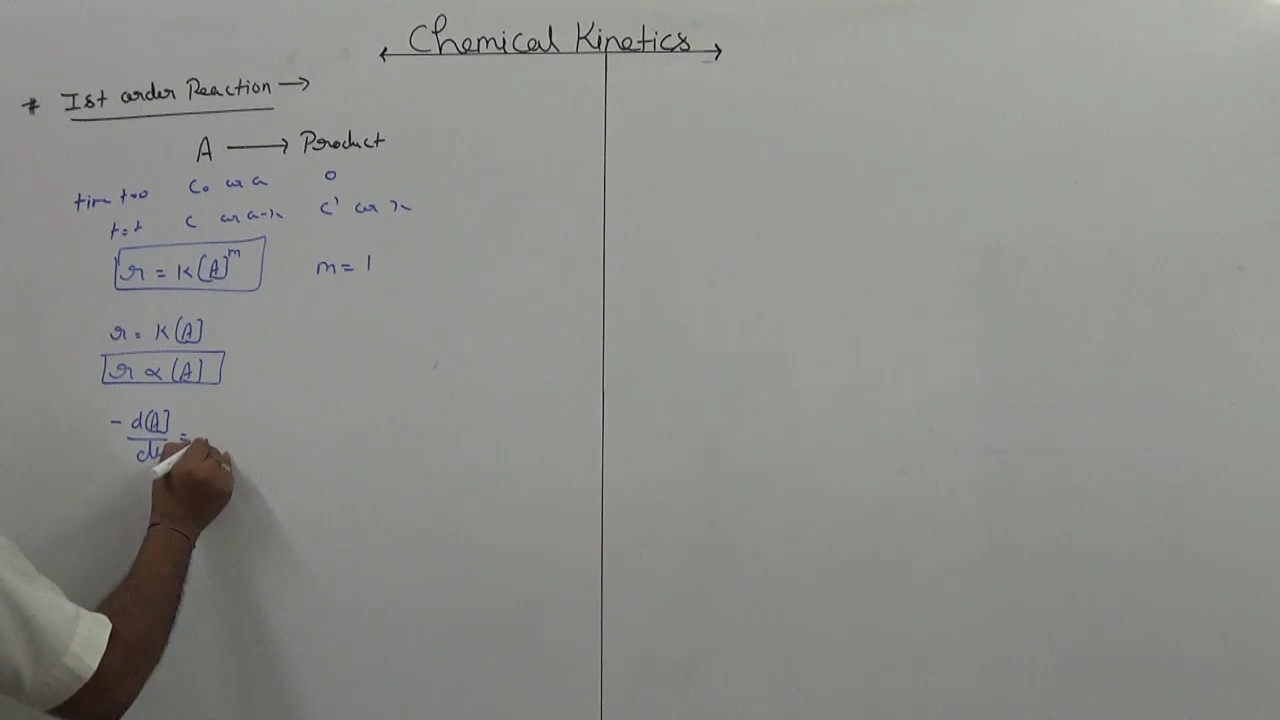 Chemical Kinetics
* Ist order Reaction →
A → Product
time t=0 C₀ or a 0
t=t C or a-x C' or x
r = K[A]^m m = 1
r = K[A]
r ∝ [A]
- d[A]
dt =